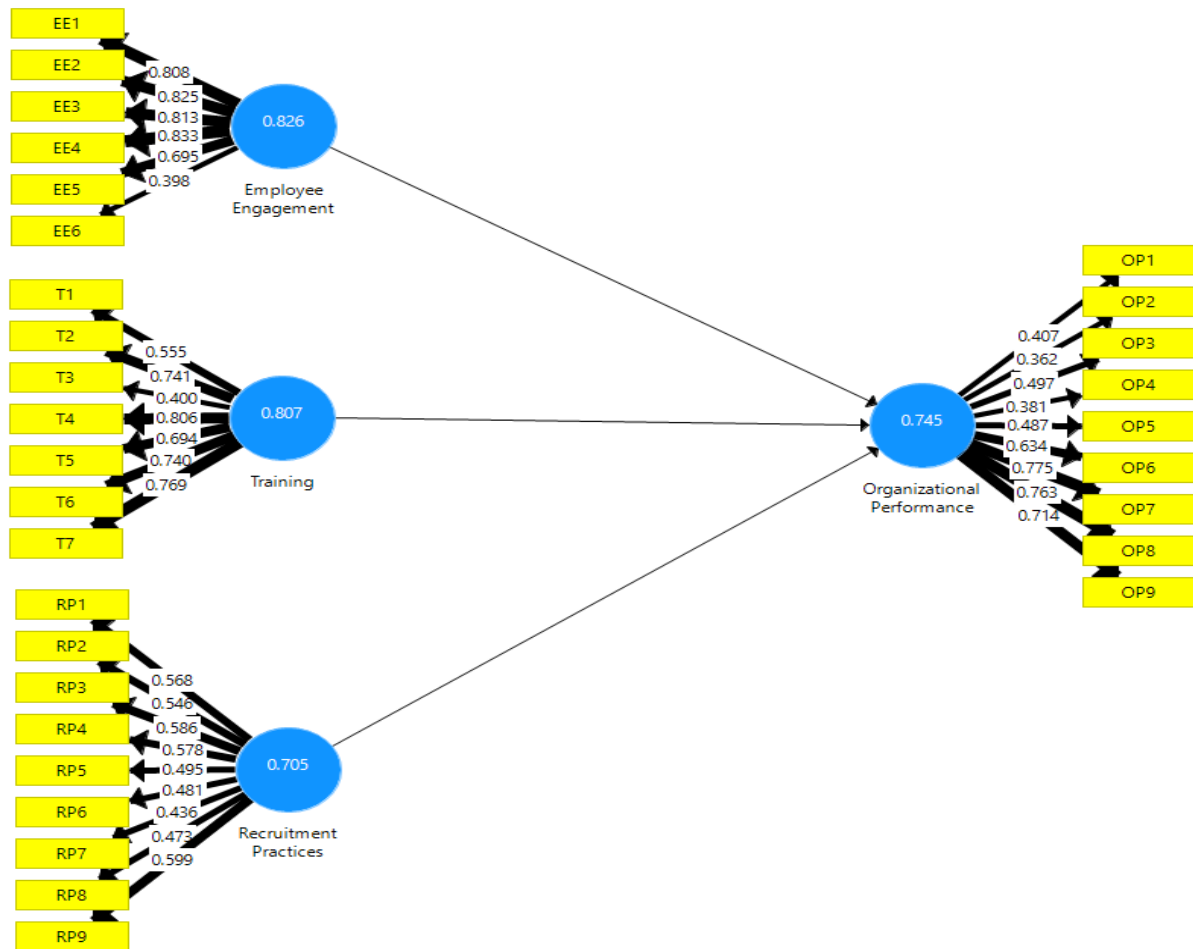 EE1
EE2
EE3
EE4
EE5
EE6
0.808
0.825
0.813
0.833
0.695
0.398
0.826
Employee
Engagement
T1
T2
T3
T4
T5
T6
T7
0.555
0.741
0.400
0.806
0.694
0.740
0.769
0.807
Training
RP1
RP2
RP3
RP4
RP5
RP6
RP7
RP8
RP9
0.568
0.546
0.586
0.578
0.495
0.481
0.436
0.473
0.599
0.705
Recruitment
Practices
0.745
Organizational
Performance
0.407
0.362
0.497
0.381
0.487
0.634
0.775
0.763
0.714
OP1
OP2
OP3
OP4
OP5
OP6
OP7
OP8
OP9